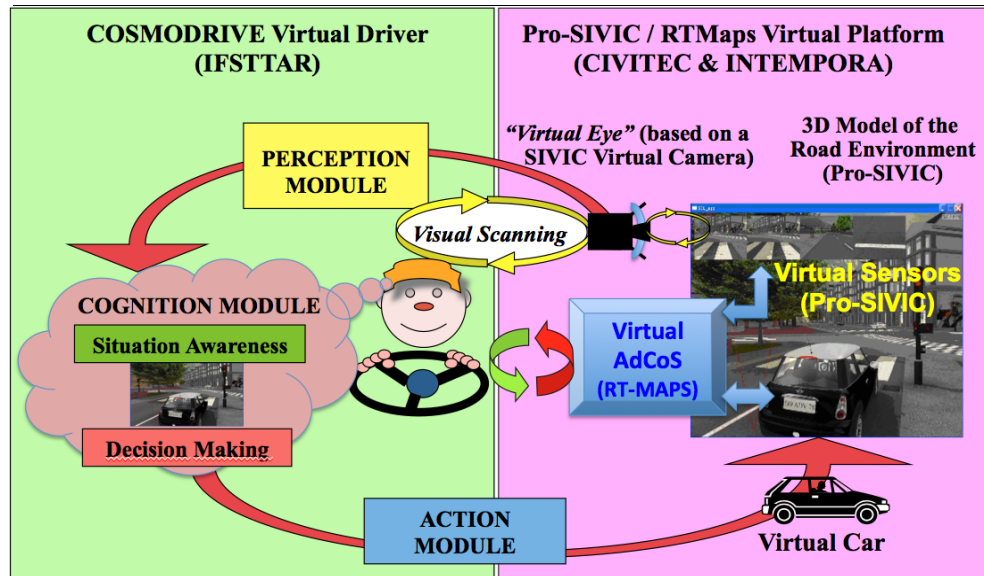 COSMODRIVE Virtual Driver
(IFSTTAR)
Pro-SIVIC / RTMaps Virtual Platform
(CIVITEC & INTEMPORA)
PERCEPTION
MODULE
“Virtual Eye” (based on a
SIVIC Virtual Camera)
3D Model of the
Road Environment
(Pro-SIVIC)
Visual Scanning
Virtual Sensors
(Pro-SIVIC)
COGNITION MODULE
Situation Awareness
Decision Making
Virtual
AdCoS
(RT-MAPS)
ACTION
MODULE
Virtual Car